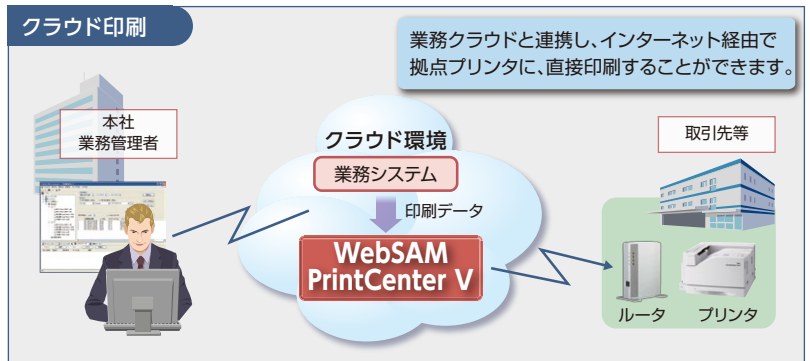 クラウド印刷
業務クラウドと連携し、インターネット経由で
拠点プリンタに、直接印刷することができます。
本社
業務管理者
クラウド環境
業務システム
印刷データ
WebSAM
PrintCenter V
取引先等
ルータ
プリンタ